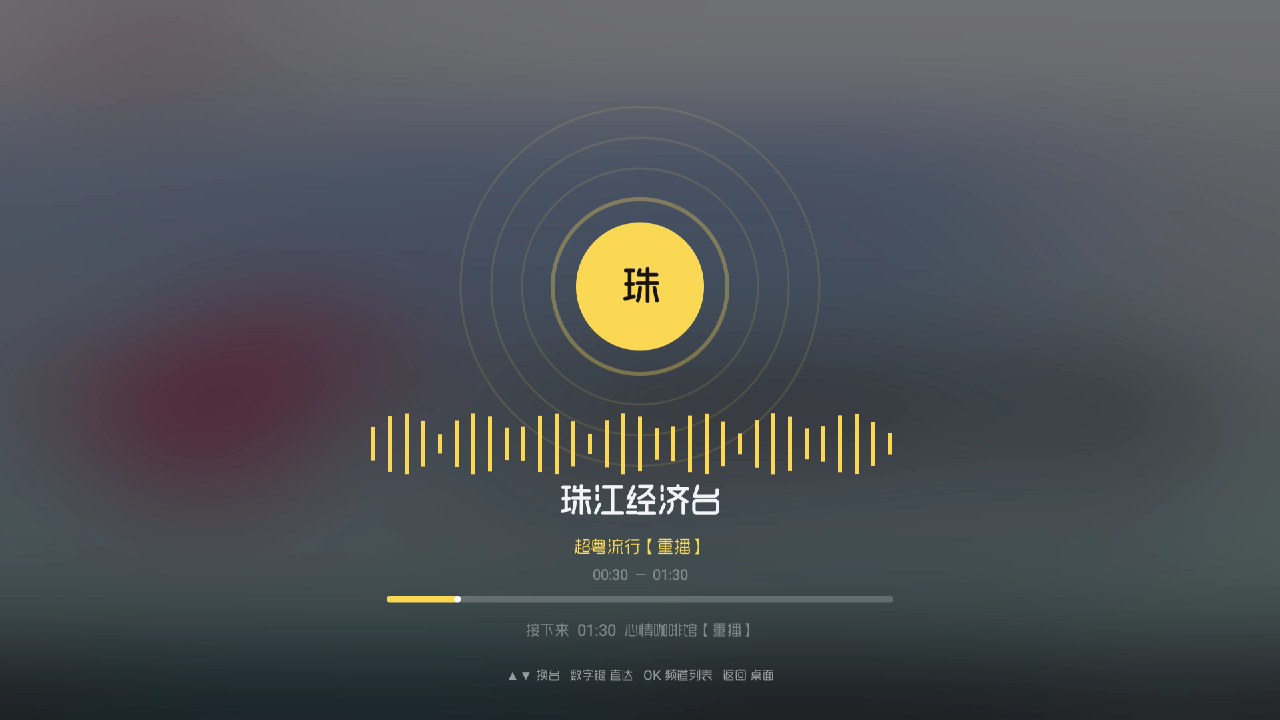 珠
珠江经济台
超粤流行【重播】
00:30 — 01:30
接下来 01:30 心情咖啡馆【重播】
▲▼ 换台 数字键 直达 OK 频道列表 返回 桌面